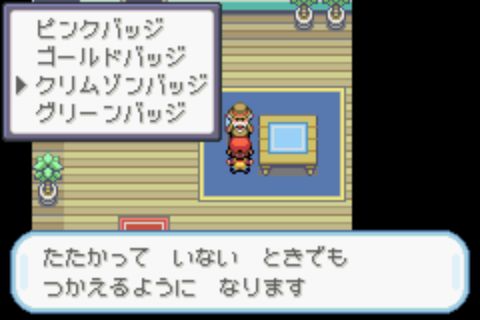 ピンクバッジ
ゴールドバッジ
▶クリムゾンバッジ
グリーンバッジ
たたかって　いない　ときでも
つかえるように　なります